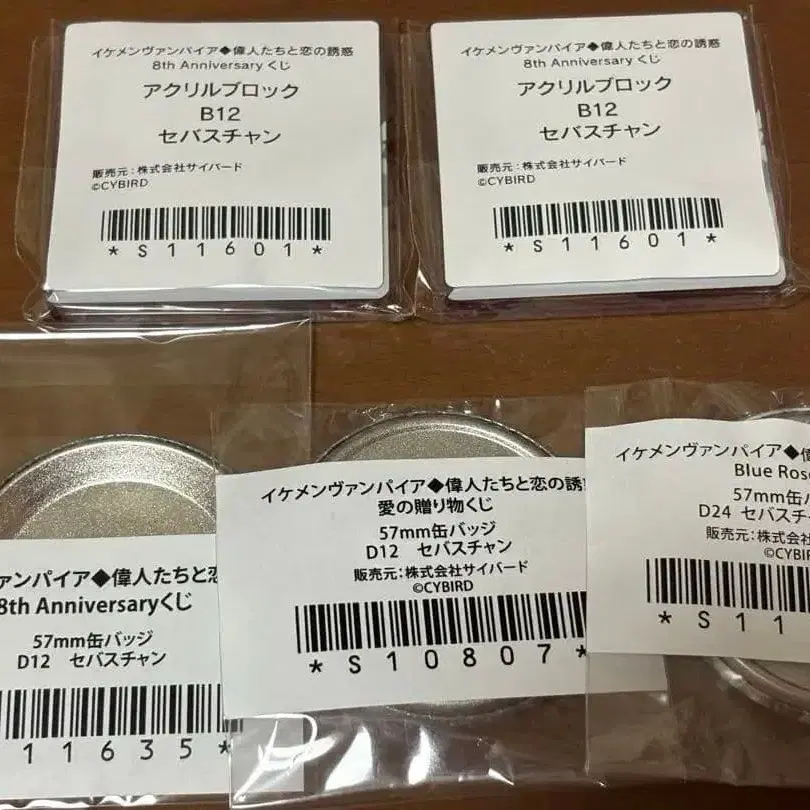 イケメンヴァンパイア◆偉人たちと恋の誘惑
8th Anniversary くじ
アクリルブロック
B12
セバスチャン
販売元：株式会社サイバード
©CYBIRD
*S11601*
イケメンヴァンパイア◆偉人たちと恋の誘惑
8th Anniversary くじ
アクリルブロック
B12
セバスチャン
販売元：株式会社サイバード
©CYBIRD
*S11601*
ァンパイア◆偉人たちと恋
8th Anniversaryくじ
57mm缶バッジ
D12 セバスチャン
11635*
イケメンヴァンパイア◆偉人たちと恋の誘
愛の贈り物くじ
57mm缶バッジ
D12 セバスチャン
販売元：株式会社サイバード
©CYBIRD
*S10807*
イケメンヴァンパイア◆偉
Blue Rose
57mm缶バ
D24 セバスチ
販売元：株式会社
©CYB
*S11